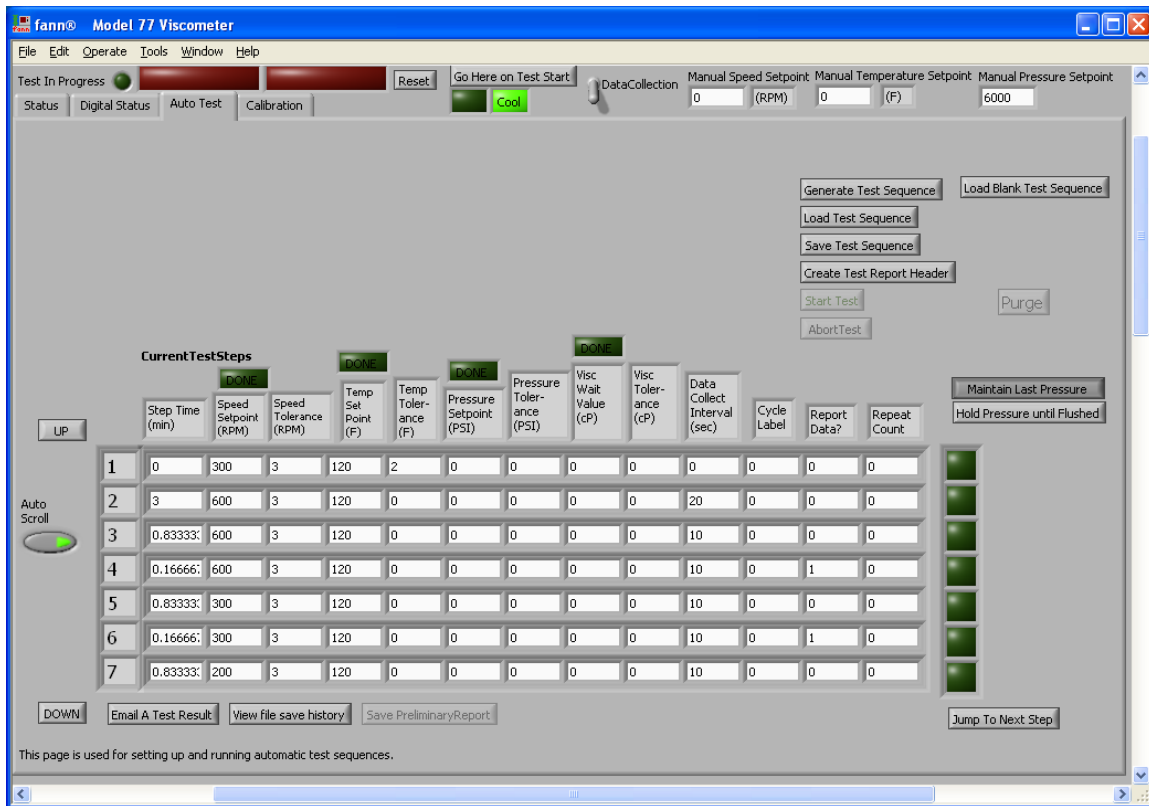 fann® Model 77 Viscometer
File Edit Operate Tools Window Help
Test In Progress Reset Go Here on Test Start DataCollection Manual Speed Setpoint Manual Temperature Setpoint Manual Pressure Setpoint
Cool 0 (RPM) 0 (F) 6000
Status Digital Status Auto Test Calibration
Generate Test Sequence Load Blank Test Sequence
Load Test Sequence
Save Test Sequence
Create Test Report Header
Start Test Purge
AbortTest
CurrentTestSteps
DONE DONE DONE DONE
Step Time (min)
Speed Setpoint (RPM)
Speed Tolerance (RPM)
Temp Set Point (F)
Temp Toler- ance (F)
Pressure Setpoint (PSI)
Pressure Toler- ance (PSI)
Visc Wait Value (cP)
Visc Toler- ance (cP)
Data Collect Interval (sec)
Cycle Label
Report Data?
Repeat Count
Maintain Last Pressure
Hold Pressure until Flushed
UP
1 0 300 3 120 2 0 0 0 0 0 0 0 0
2 3 600 3 120 0 0 0 0 0 20 0 0 0
3 0.83333 600 3 120 0 0 0 0 0 10 0 0 0
4 0.16666 600 3 120 0 0 0 0 0 10 0 1 0
5 0.83333 300 3 120 0 0 0 0 0 10 0 0 0
6 0.16666 300 3 120 0 0 0 0 0 10 0 1 0
7 0.83333 200 3 120 0 0 0 0 0 10 0 0 0
Auto
Scroll
DOWN Email A Test Result View file save history Save PreliminaryReport Jump To Next Step
This page is used for setting up and running automatic test sequences.